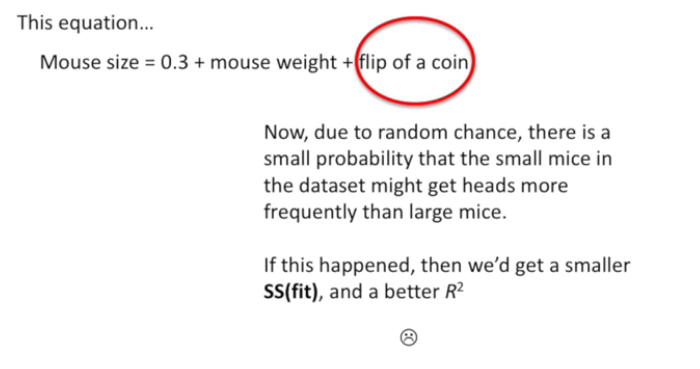 This equation...
Mouse size = 0.3 + mouse weight + flip of a coin
Now, due to random chance, there is a
small probability that the small mice in
the dataset might get heads more
frequently than large mice.
If this happened, then we’d get a smaller
SS(fit), and a better R²
☹